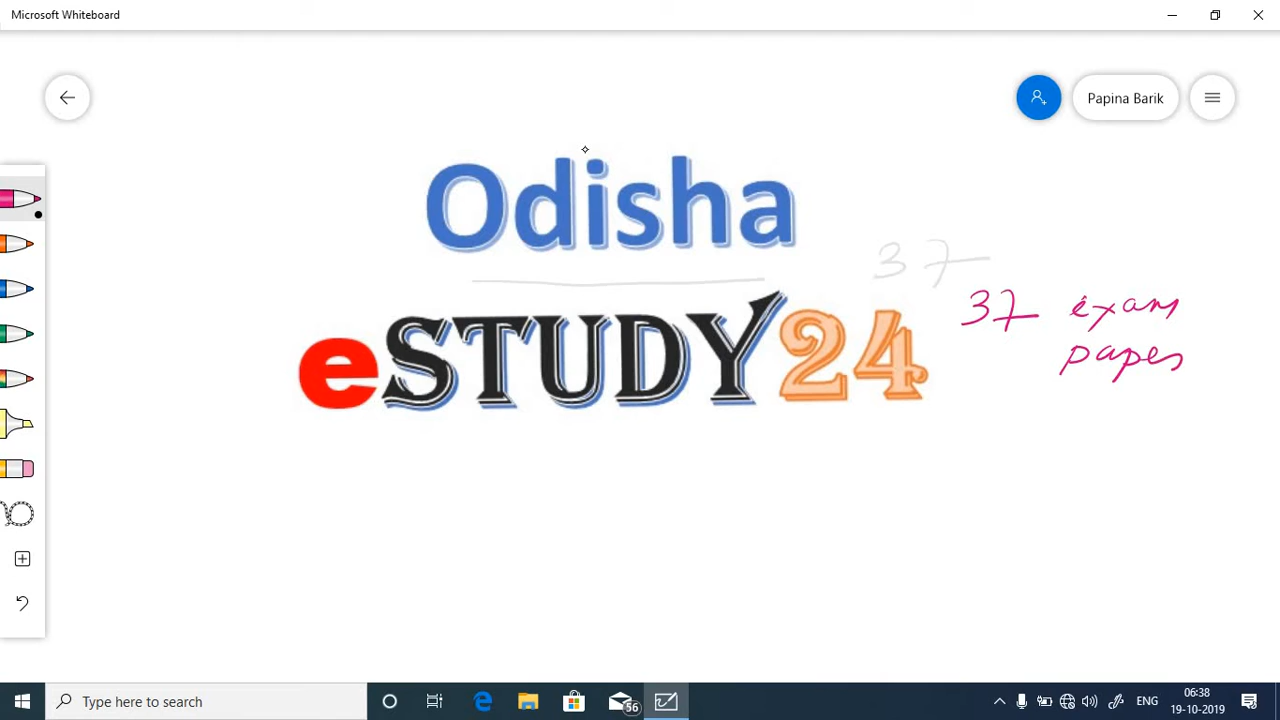 Microsoft Whiteboard
Papina Barik
Odisha
37
eSTUDY24
37 exam
papes
Type here to search
56
ENG
06:38
19-10-2019